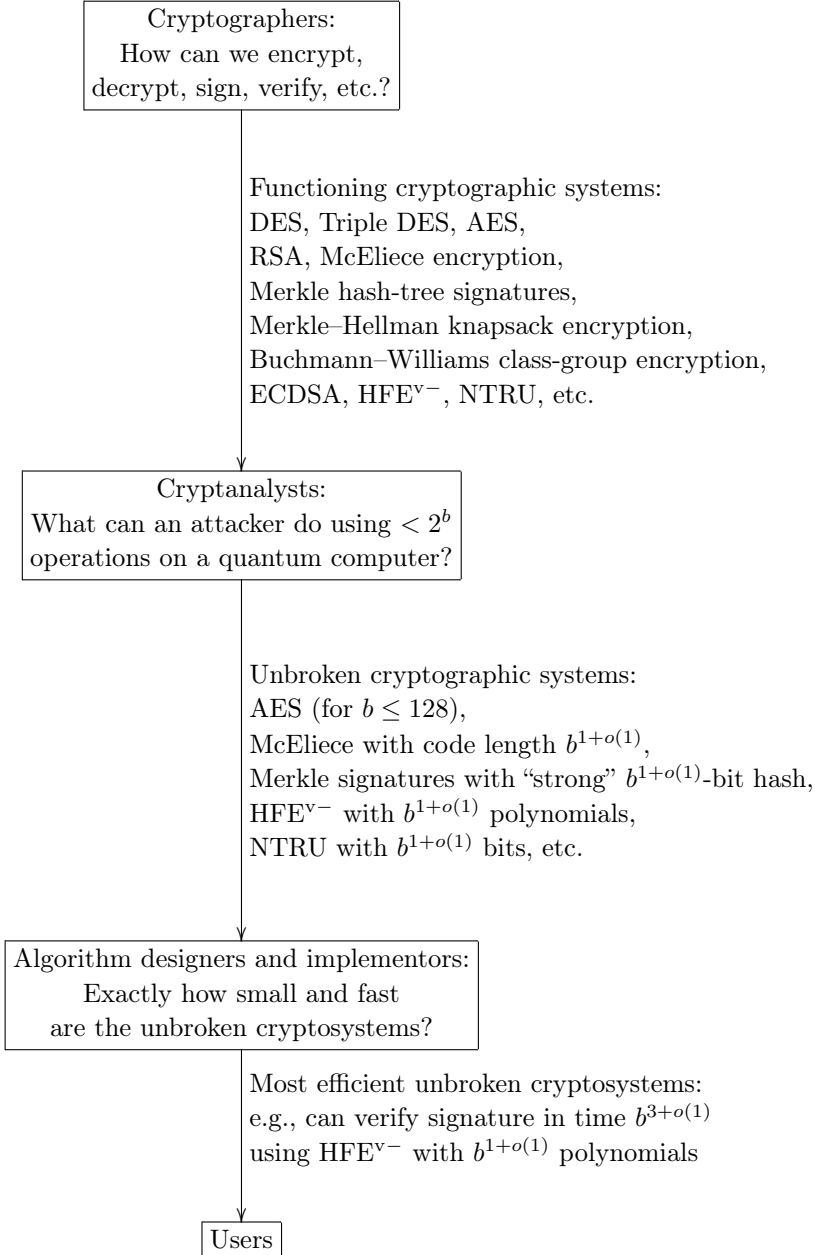 Cryptographers:
How can we encrypt,
decrypt, sign, verify, etc.?
Functioning cryptographic systems:
DES, Triple DES, AES,
RSA, McEliece encryption,
Merkle hash-tree signatures,
Merkle–Hellman knapsack encryption,
Buchmann–Williams class-group encryption,
ECDSA, HFE^{v−}, NTRU, etc.
Cryptanalysts:
What can an attacker do using < 2^b
operations on a quantum computer?
Unbroken cryptographic systems:
AES (for b ≤ 128),
McEliece with code length b^{1+o(1)},
Merkle signatures with “strong” b^{1+o(1)}-bit hash,
HFE^{v−} with b^{1+o(1)} polynomials,
NTRU with b^{1+o(1)} bits, etc.
Algorithm designers and implementors:
Exactly how small and fast
are the unbroken cryptosystems?
Most efficient unbroken cryptosystems:
e.g., can verify signature in time b^{3+o(1)}
using HFE^{v−} with b^{1+o(1)} polynomials
Users